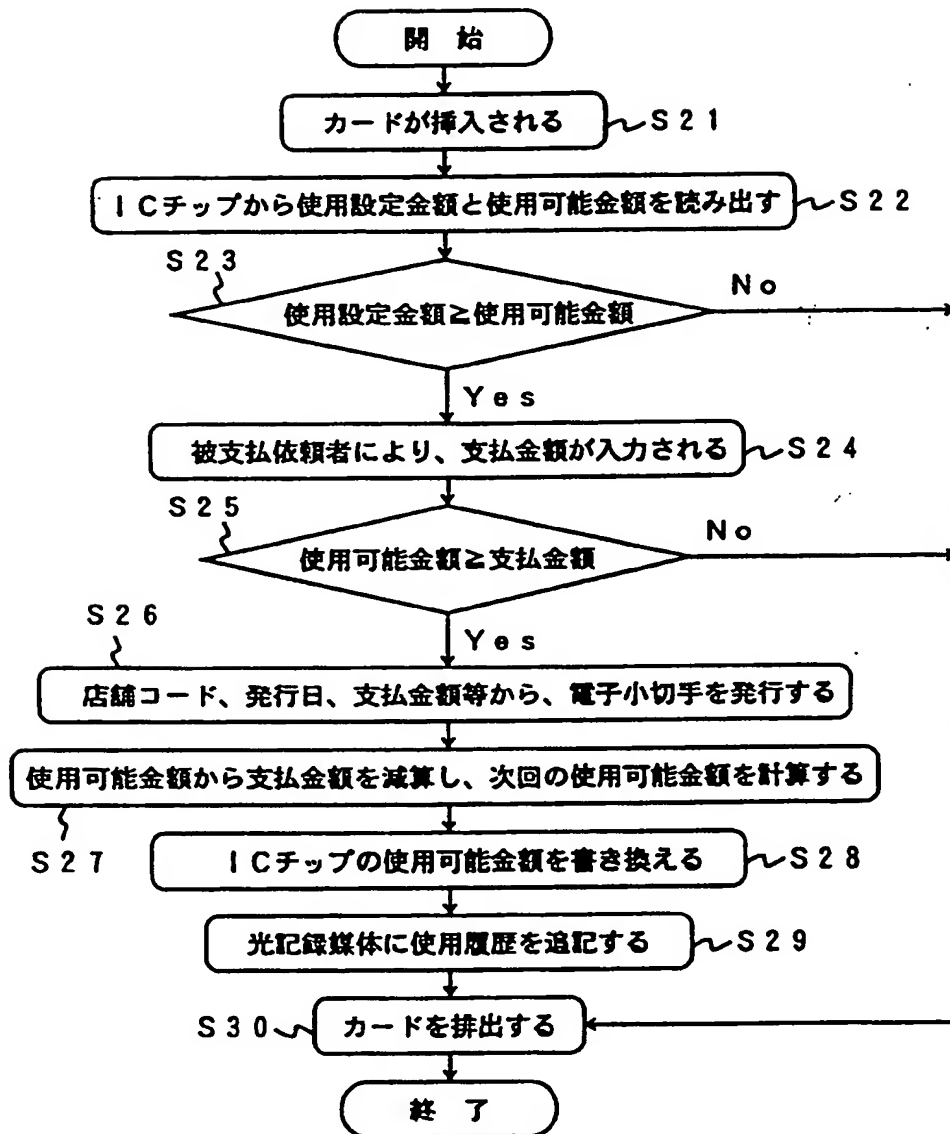 開 始
カードが挿入される
S21
ICチップから使用設定金額と使用可能金額を読み出す
S22
S23
使用設定金額≧使用可能金額
No
Yes
被支払依頼者により、支払金額が入力される
S24
S25
使用可能金額≧支払金額
No
Yes
S26
店舗コード、発行日、支払金額等から、電子小切手を発行する
使用可能金額から支払金額を減算し、次回の使用可能金額を計算する
S27
ICチップの使用可能金額を書き換える
S28
光記録媒体に使用履歴を追記する
S29
S30
カードを排出する
終 了